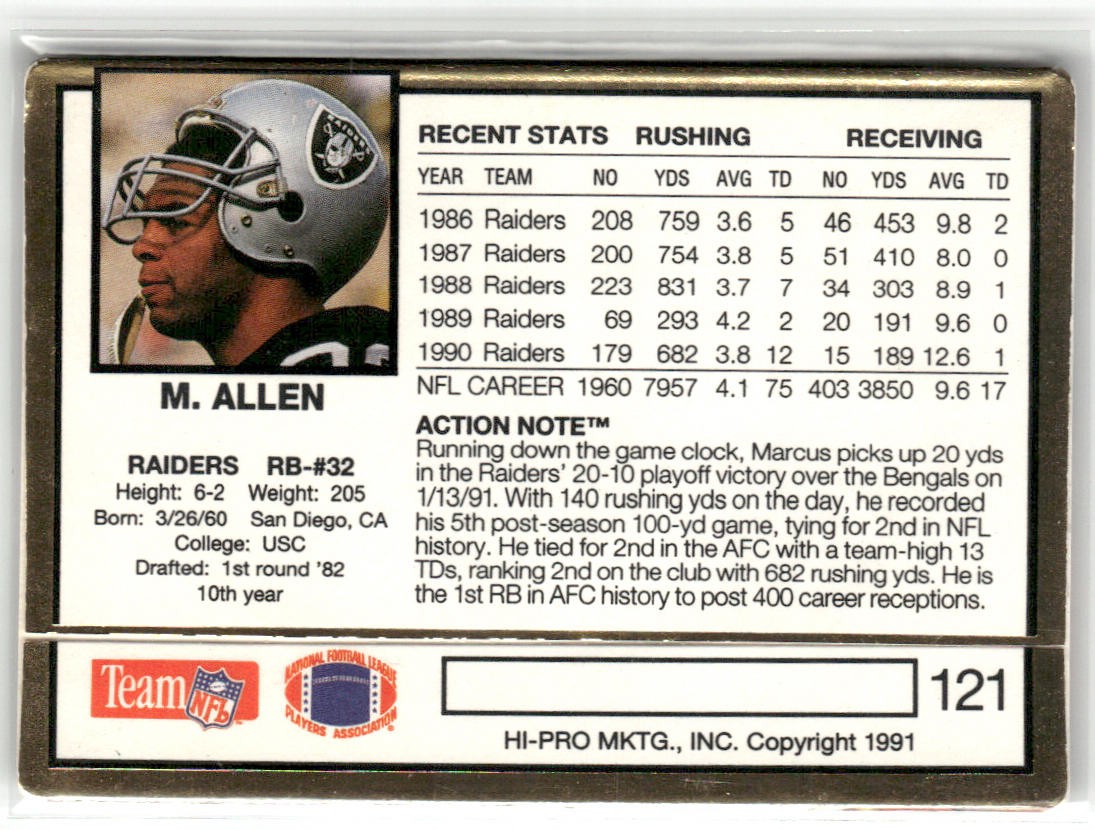 RAIDERS
M. ALLEN
RAIDERS RB-#32
Height: 6-2 Weight: 205
Born: 3/26/60 San Diego, CA
College: USC
Drafted: 1st round '82
10th year
RECENT STATS RUSHING RECEIVING
YEAR TEAM NO YDS AVG TD NO YDS AVG TD
1986 Raiders 208 759 3.6 5 46 453 9.8 2
1987 Raiders 200 754 3.8 5 51 410 8.0 0
1988 Raiders 223 831 3.7 7 34 303 8.9 1
1989 Raiders 69 293 4.2 2 20 191 9.6 0
1990 Raiders 179 682 3.8 12 15 189 12.6 1
NFL CAREER 1960 7957 4.1 75 403 3850 9.6 17
ACTION NOTE™
Running down the game clock, Marcus picks up 20 yds
in the Raiders' 20-10 playoff victory over the Bengals on
1/13/91. With 140 rushing yds on the day, he recorded
his 5th post-season 100-yd game, tying for 2nd in NFL
history. He tied for 2nd in the AFC with a team-high 13
TDs, ranking 2nd on the club with 682 rushing yds. He is
the 1st RB in AFC history to post 400 career receptions.
Team NFL™
NATIONAL FOOTBALL LEAGUE
PLAYERS ASSOCIATION®
121
HI-PRO MKTG., INC. Copyright 1991